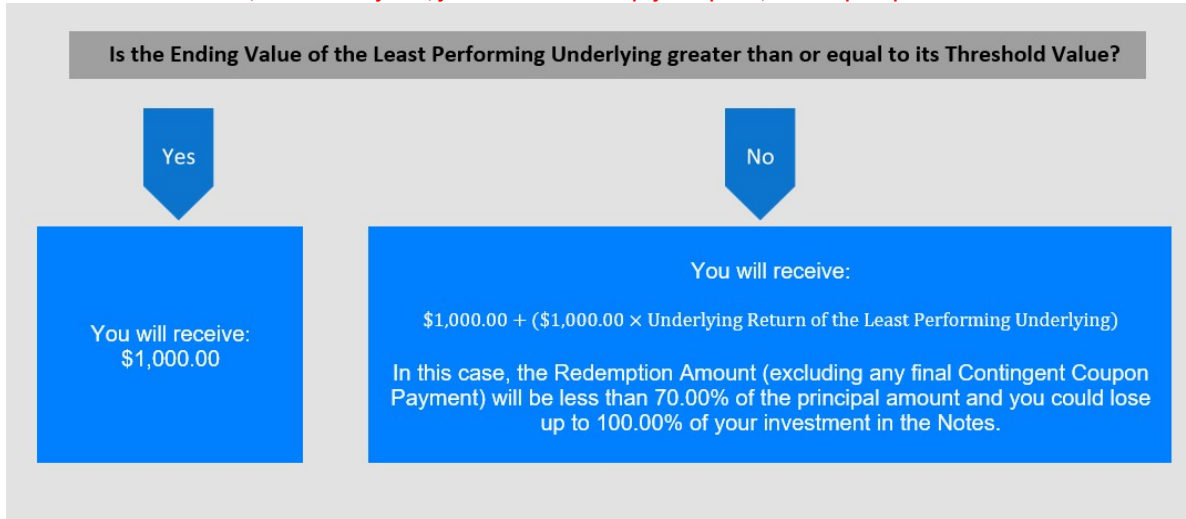 Is the Ending Value of the Least Performing Underlying greater than or equal to its Threshold Value?
Yes
No
You will receive:
$1,000.00
You will receive:
$1,000.00 + ($1,000.00 × Underlying Return of the Least Performing Underlying)
In this case, the Redemption Amount (excluding any final Contingent Coupon
Payment) will be less than 70.00% of the principal amount and you could lose
up to 100.00% of your investment in the Notes.